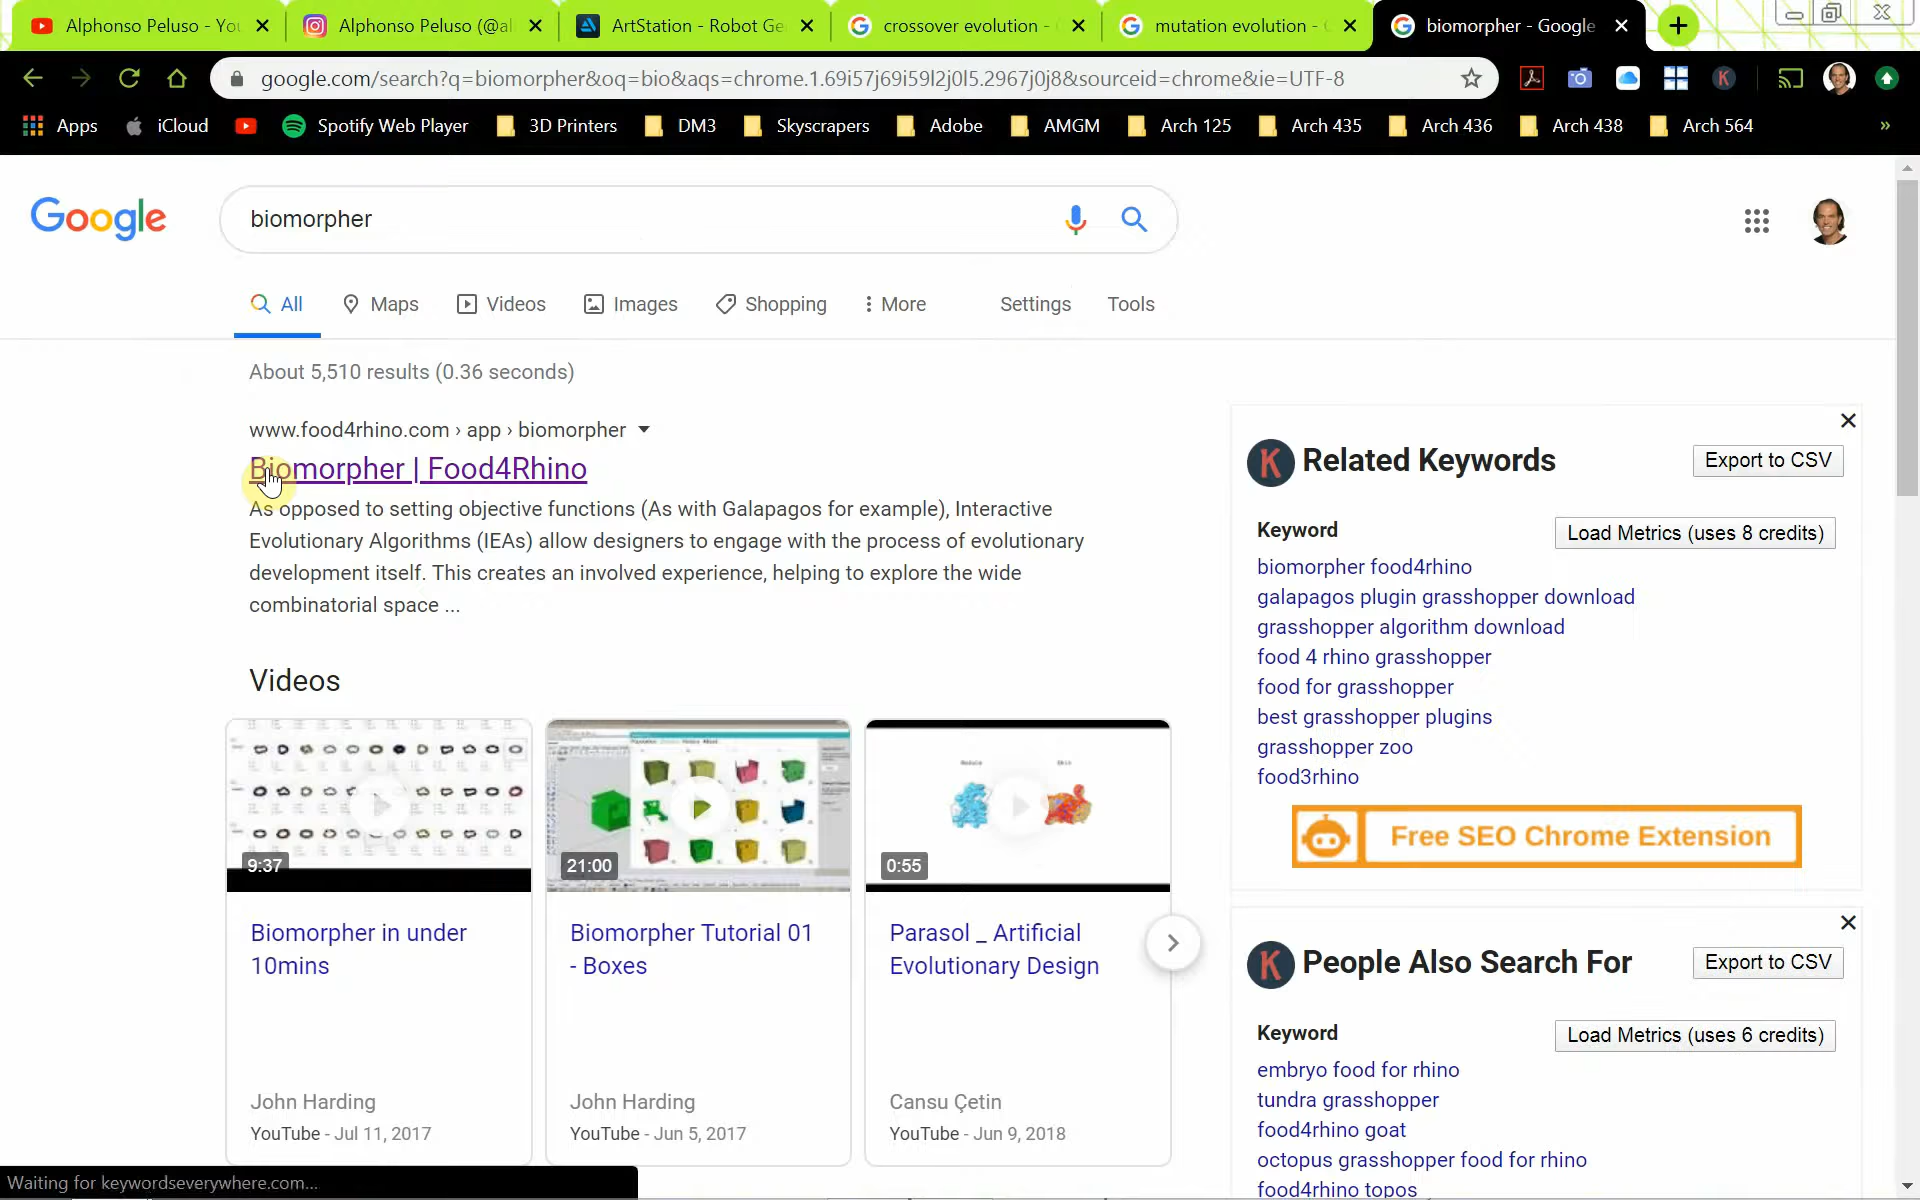 Alphonso Peluso - You
Alphonso Peluso (@al
ArtStation - Robot Ge
crossover evolution -
mutation evolution -
biomorpher - Google
google.com/search?q=biomorpher&oq=bio&aqs=chrome.1.69i57j69i59l2j0l5.2967j0j8&sourceid=chrome&ie=UTF-8
Apps
iCloud
Spotify Web Player
3D Printers
DM3
Skyscrapers
Adobe
AMGM
Arch 125
Arch 435
Arch 436
Arch 438
Arch 564
»
Google
biomorpher
All
Maps
Videos
Images
Shopping
More
Settings
Tools
About 5,510 results (0.36 seconds)
www.food4rhino.com › app › biomorpher
Biomorpher | Food4Rhino
As opposed to setting objective functions (As with Galapagos for example), Interactive
Evolutionary Algorithms (IEAs) allow designers to engage with the process of evolutionary
development itself. This creates an involved experience, helping to explore the wide
combinatorial space ...
Videos
9:37
Biomorpher in under
10mins
John Harding
YouTube - Jul 11, 2017
21:00
Biomorpher Tutorial 01
- Boxes
John Harding
YouTube - Jun 5, 2017
0:55
Parasol _ Artificial
Evolutionary Design
Cansu Çetin
YouTube - Jun 9, 2018
K Related Keywords
Export to CSV
Keyword
Load Metrics (uses 8 credits)
biomorpher food4rhino
galapagos plugin grasshopper download
grasshopper algorithm download
food 4 rhino grasshopper
food for grasshopper
best grasshopper plugins
grasshopper zoo
food3rhino
Free SEO Chrome Extension
K People Also Search For
Export to CSV
Keyword
Load Metrics (uses 6 credits)
embryo food for rhino
tundra grasshopper
food4rhino goat
octopus grasshopper food for rhino
food4rhino topos
Waiting for keywordseverywhere.com...